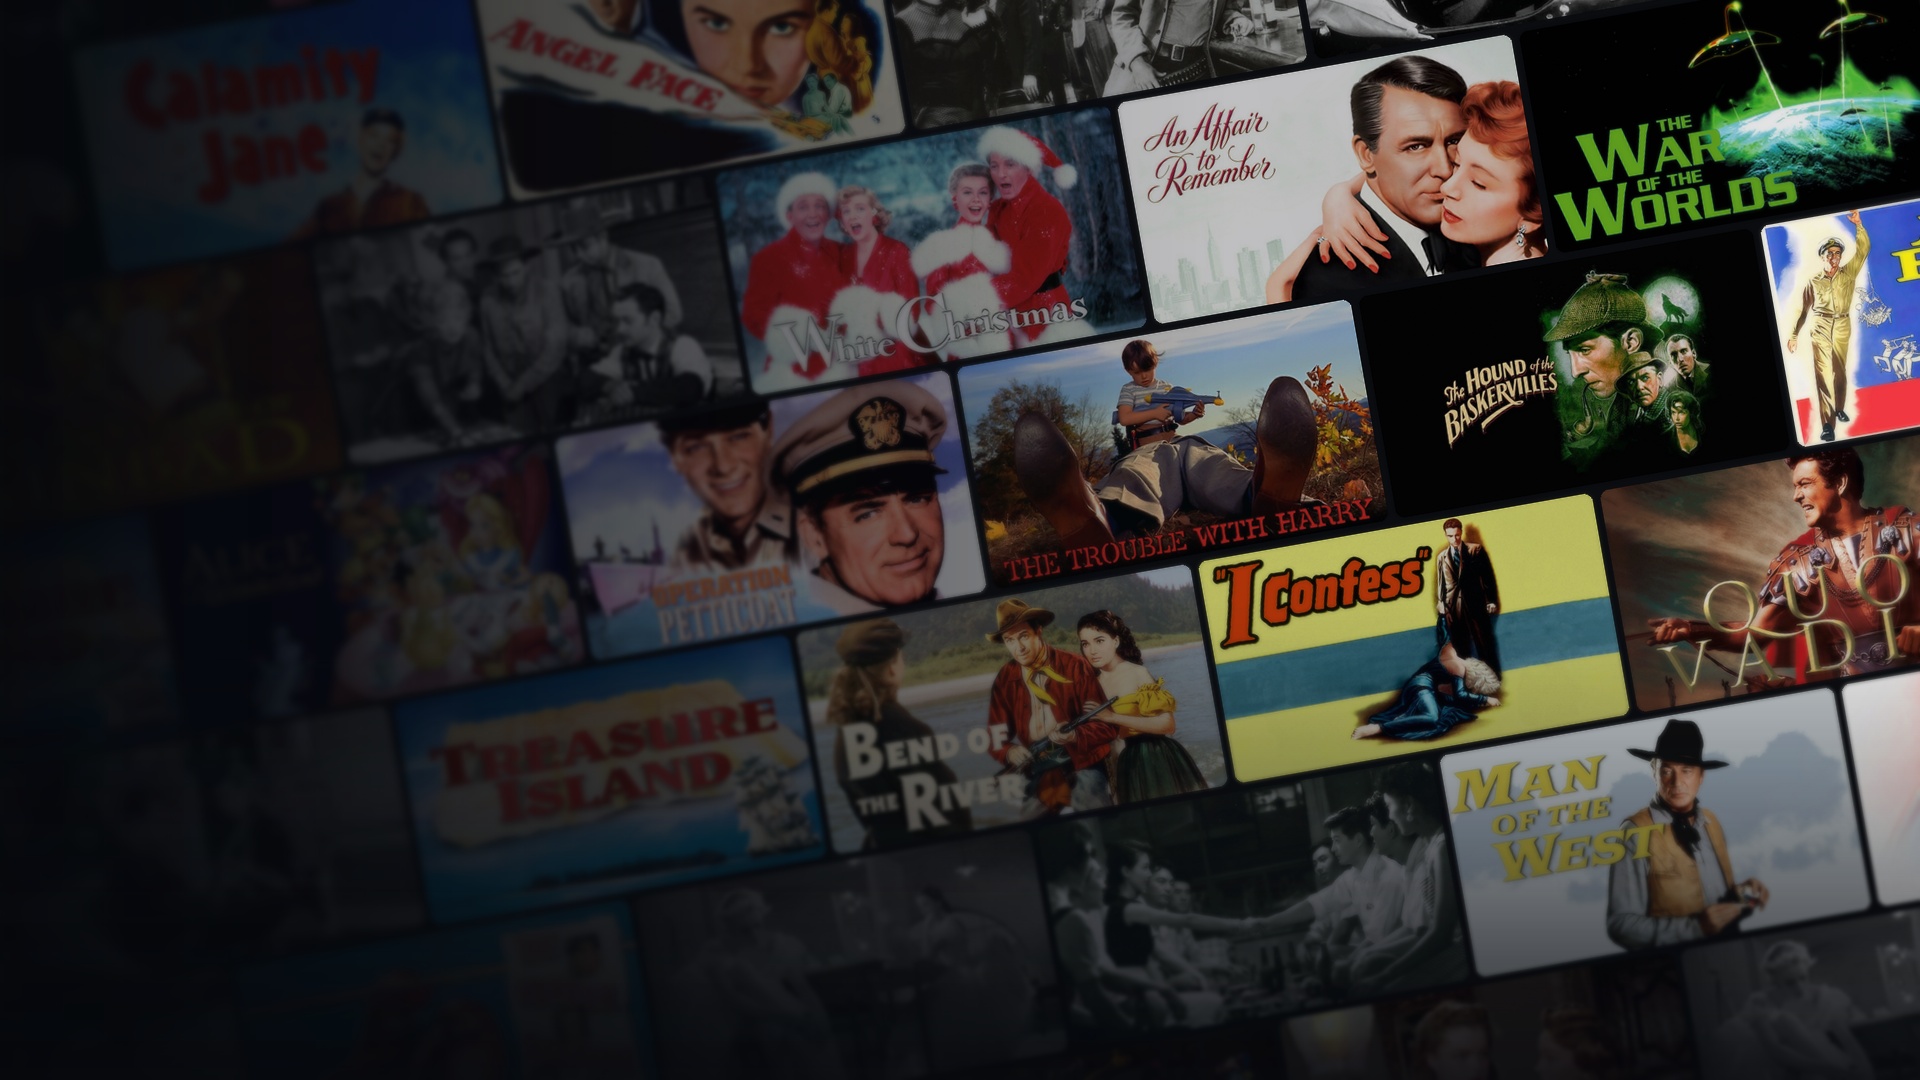 Calamity
Jane
ANGEL FACE
An Affair
to
Remember
THE
WAR
OF THE
WORLDS
White Christmas
The HOUND of the
BASKERVILLES
ALICE
OPERATION
PETTICOAT
THE TROUBLE WITH HARRY
"I Confess"
QUO
VADI
TREASURE
ISLAND
BEND OF
THE RIVER
MAN
OF THE
WEST